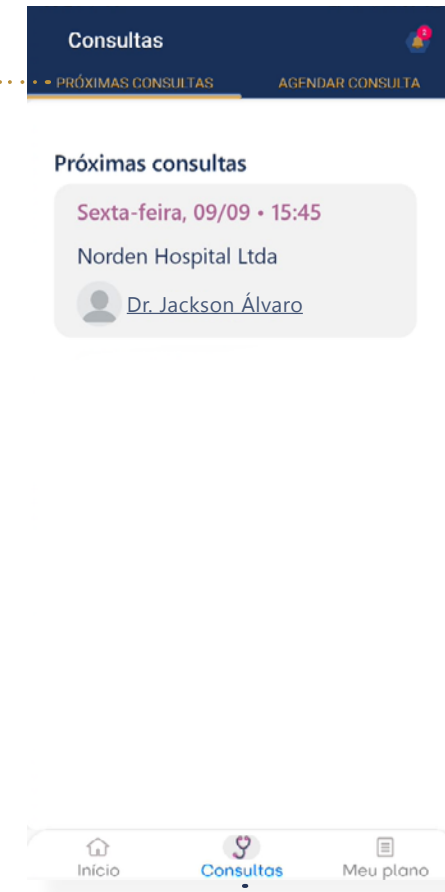 Consultas
2
PRÓXIMAS CONSULTAS AGENDAR CONSULTA
Próximas consultas
Sexta-feira, 09/09 • 15:45
Norden Hospital Ltda
Dr. Jackson Álvaro
Início Consultas Meu plano